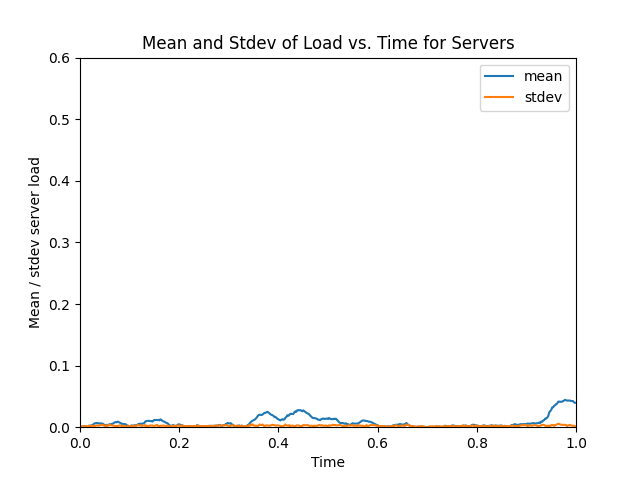 Mean and Stdev of Load vs. Time for Servers
mean
stdev
Mean / stdev server load
0.6
0.5
0.4
0.3
0.2
0.1
0.0
0.0 0.2 0.4 0.6 0.8 1.0
Time